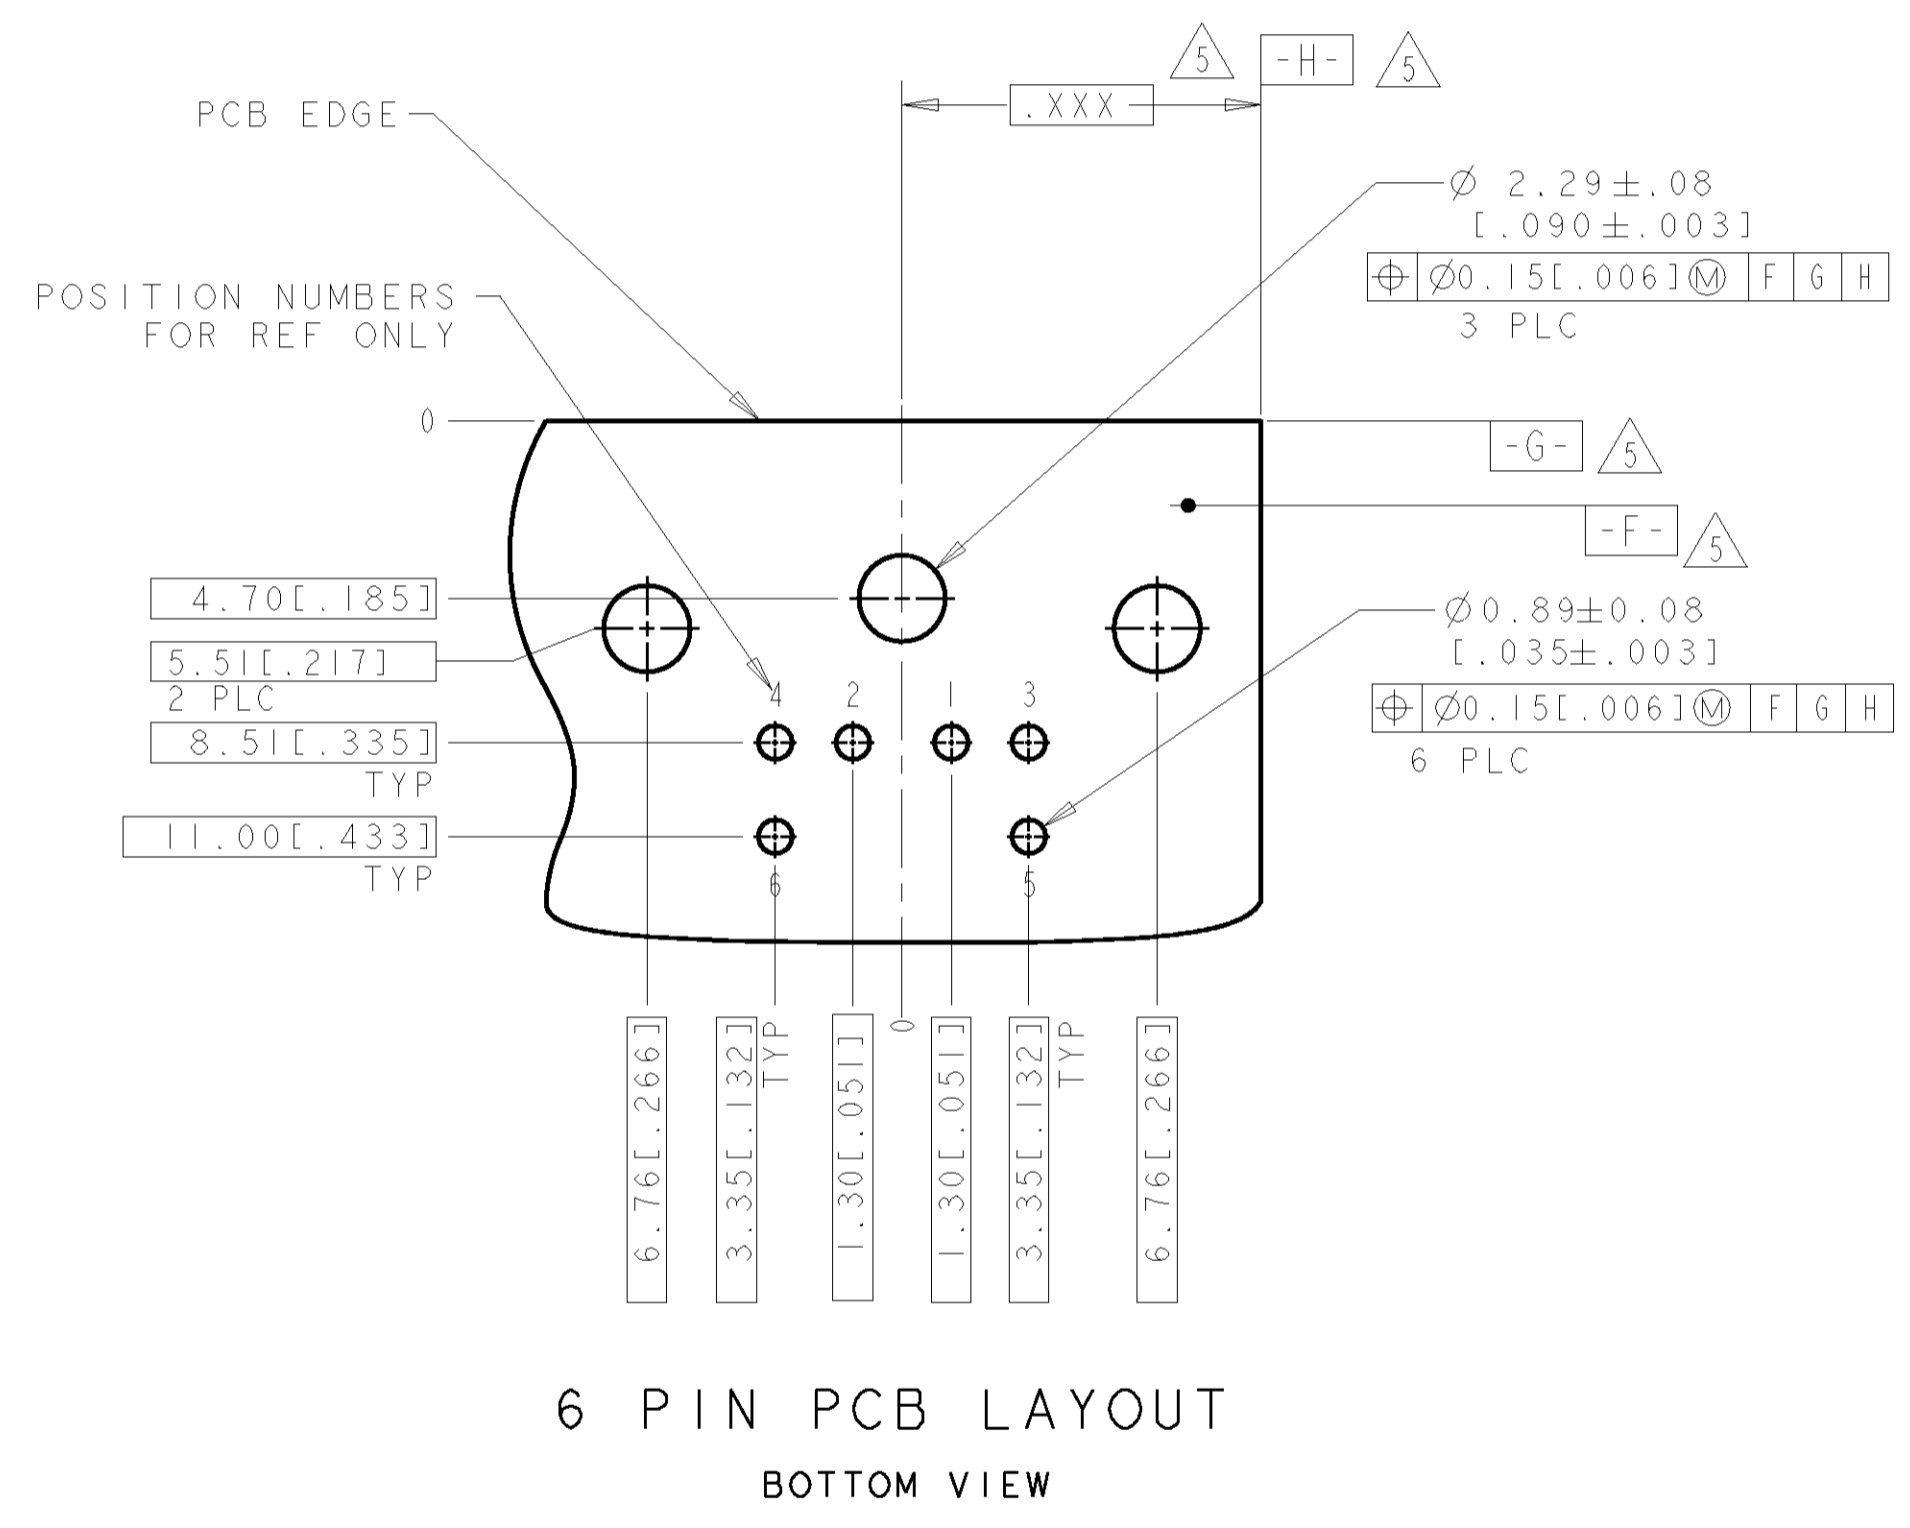 5
-H-
5
.XXX
PCB EDGE
Ø 2.29±.08
[.090±.003]
⌖ Ø0.15[.006]Ⓜ F G H
3 PLC
POSITION NUMBERS
FOR REF ONLY
0
-G-
5
-F-
5
4.70[.185]
5.51[.217]
2 PLC
8.51[.335]
TYP
11.00[.433]
TYP
Ø0.89±0.08
[.035±.003]
⌖ Ø0.15[.006]Ⓜ F G H
6 PLC
4 2 1 3
6 5
6.76[.266]
3.35[.132]
TYP
1.30[.051]
0
1.30[.051]
3.35[.132]
TYP
6.76[.266]
6 PIN PCB LAYOUT
BOTTOM VIEW